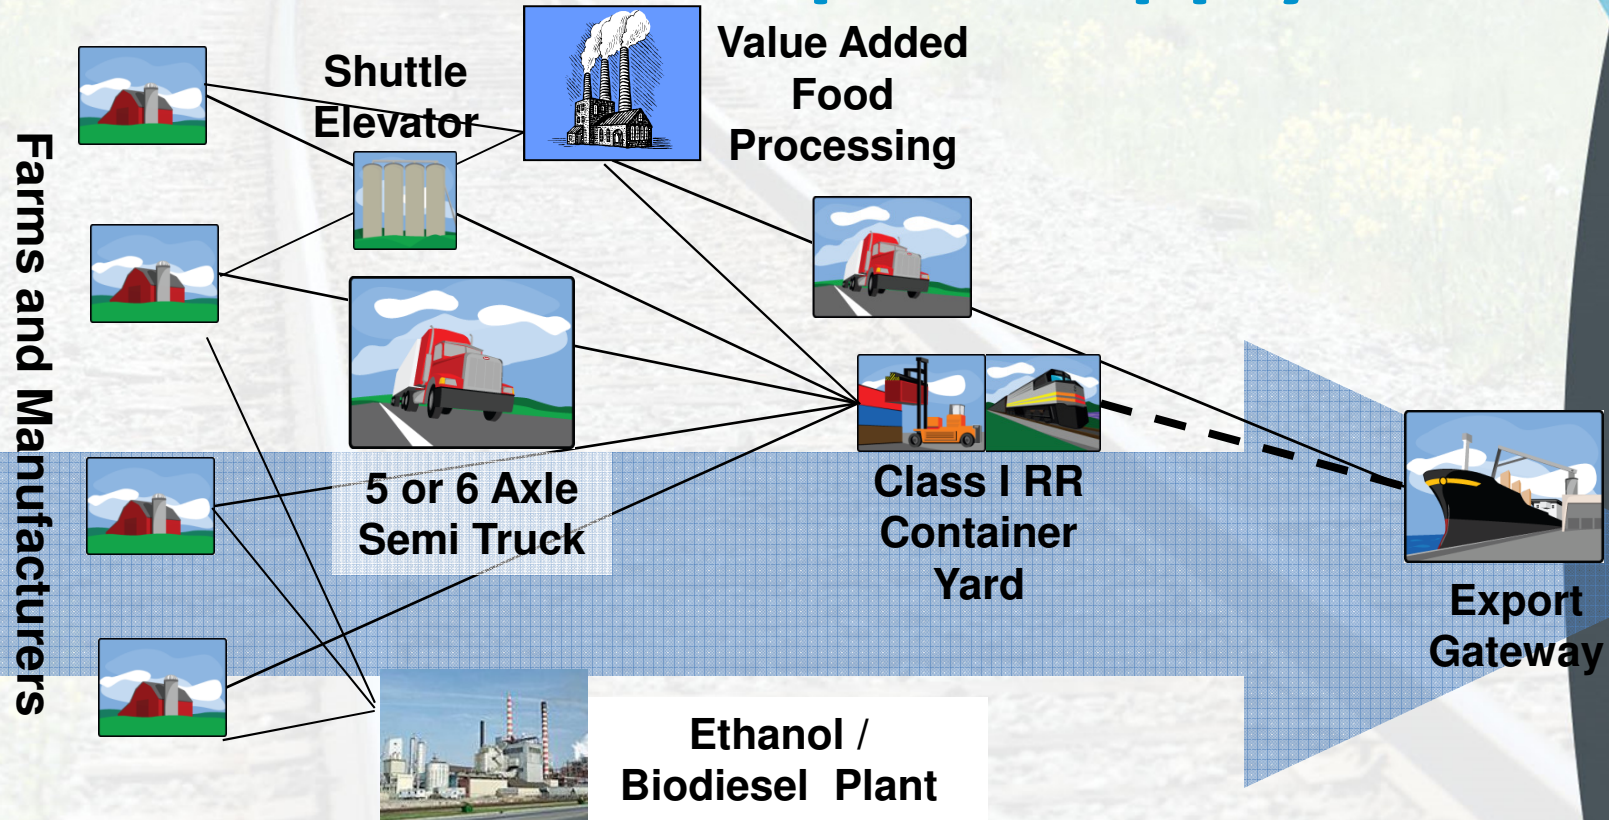 Farms and Manufacturers
Shuttle
Elevator
Value Added
Food
Processing
5 or 6 Axle
Semi Truck
Class I RR
Container
Yard
Export
Gateway
Ethanol /
Biodiesel Plant